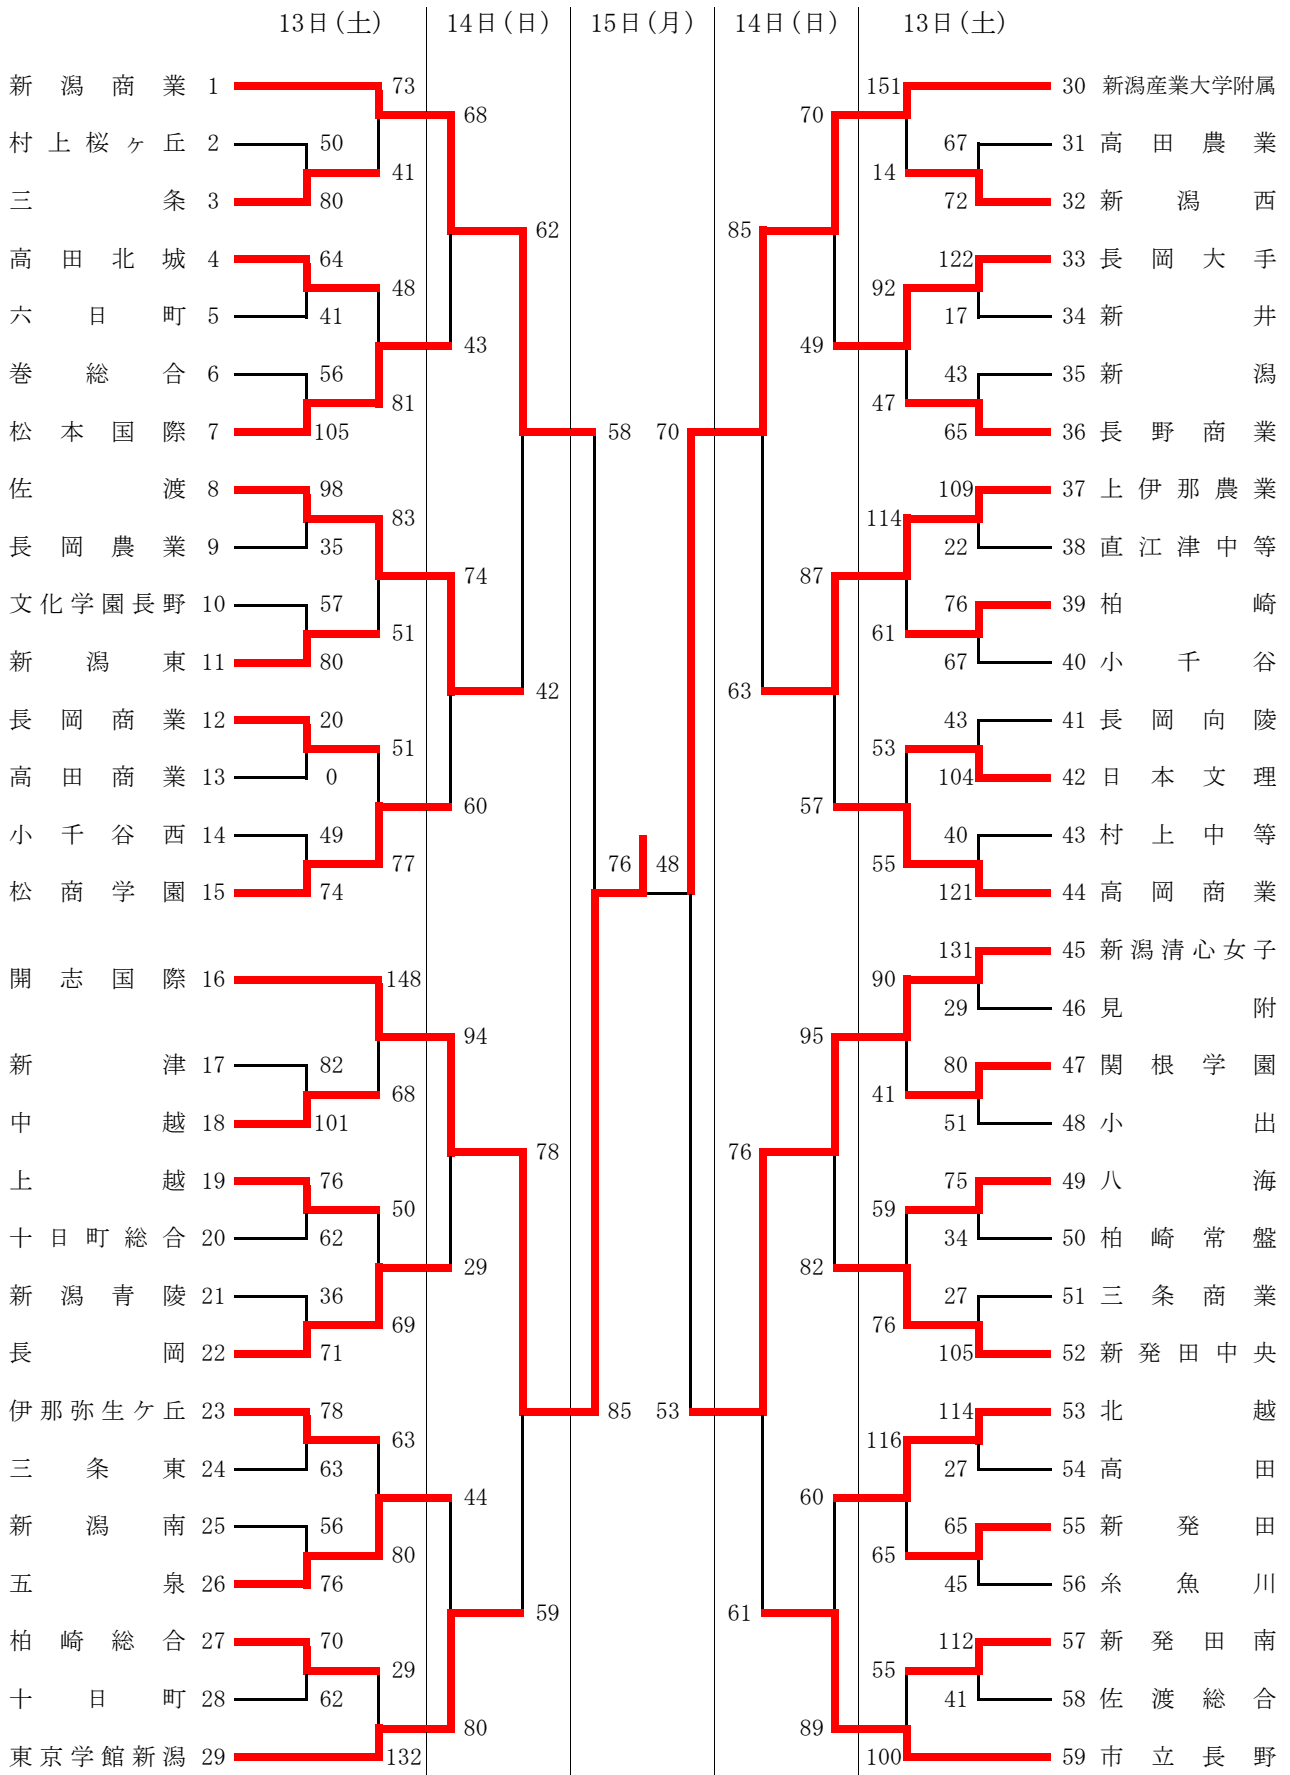 13日(土) 14日(日) 15日(月) 14日(日) 13日(土)
新潟商業 1 73 151 30 新潟産業大学附属
68 70
村上桜ヶ丘 2 50 67 31 高田農業
41 14
三条 3 80 72 32 新潟西
62 85
高田北城 4 64 122 33 長岡大手
48 92
六日町 5 41 17 34 新井
43 49
巻総合 6 56 43 35 新潟
81 47
松本国際 7 105 58 70 65 36 長野商業
佐渡 8 98 109 37 上伊那農業
83 114
長岡農業 9 35 22 38 直江津中等
74 87
文化学園長野 10 57 76 39 柏崎
51 61
新潟東 11 80 67 40 小千谷
42 63
長岡商業 12 20 43 41 長岡向陵
51 53
高田商業 13 0 104 42 日本文理
60 57
小千谷西 14 49 40 43 村上中等
77 76 48 55
松商学園 15 74 121 44 高岡商業
131 45 新潟清心女子
開志国際 16 148 90
29 46 見附
94 95
新津 17 82 80 47 関根学園
68 41
中越 18 101 51 48 小出
78 76
上越 19 76 75 49 八海
50 59
十日町総合 20 62 34 50 柏崎常盤
29 82
新潟青陵 21 36 27 51 三条商業
69 76
長岡 22 71 105 52 新発田中央
伊那弥生ケ丘 23 78 85 53 114 53 北越
63 116
三条東 24 63 27 54 高田
44 60
新潟南 25 56 65 55 新発田
80 65
五泉 26 76 45 56 糸魚川
59 61
柏崎総合 27 70 112 57 新発田南
29 55
十日町 28 62 41 58 佐渡総合
80 89
東京学館新潟 29 132 100 59 市立長野